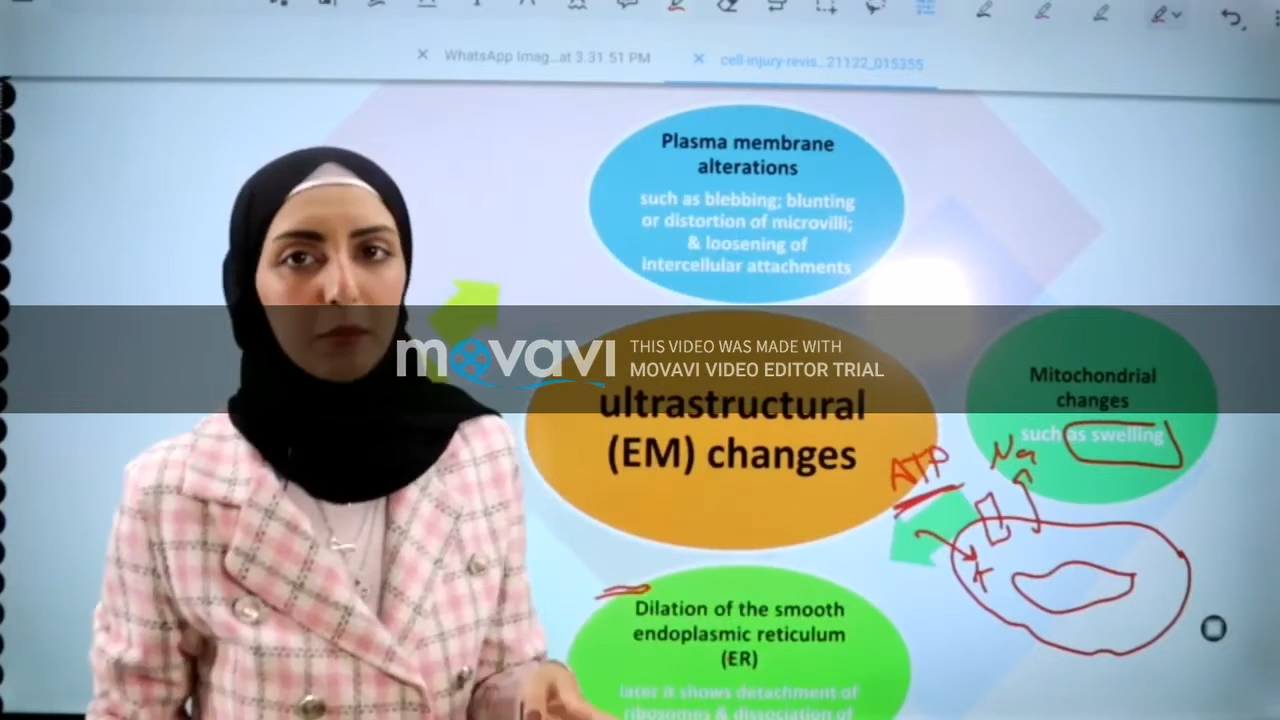 WhatsApp Imag...at 3.31.51 PM
cell-injury-revis...21122_015355
Plasma membrane
alterations
such as blebbing; blunting
or distortion of microvilli;
& loosening of
intercellular attachments
movavi
THIS VIDEO WAS MADE WITH
MOVAVI VIDEO EDITOR TRIAL
ultrastructural
(EM) changes
Mitochondrial
changes
such as swelling
ATP
Na
K
Dilation of the smooth
endoplasmic reticulum
(ER)
later it shows detachment of
ribosomes & dissociation of